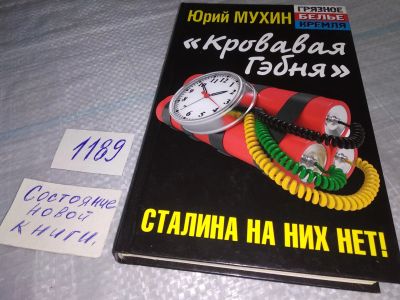 Юрий МУХИН
ГРЯЗНОЕ
БЕЛЬЕ
КРЕМЛЯ
«Кровавая
Гэбня»
1189
Состояние
новой
книги.
СТАЛИНА НА НИХ НЕТ!